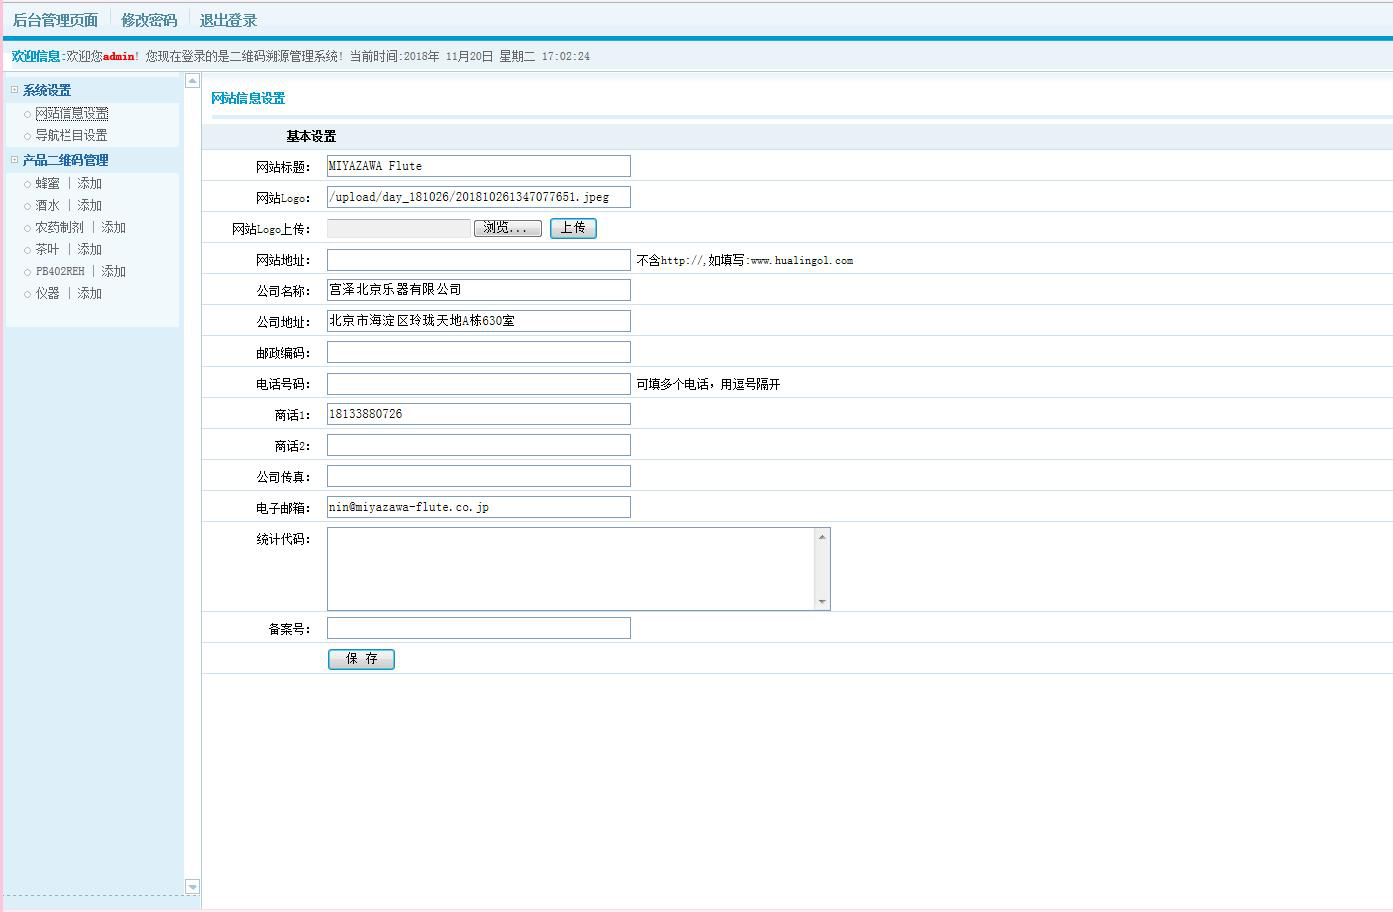 后台管理页面 修改密码 退出登录
欢迎信息:欢迎您admin! 您现在登录的是二维码溯源管理系统! 当前时间:2018年 11月20日 星期二 17:02:24
系统设置
网站信息设置
导航栏目设置
产品二维码管理
蜂蜜 | 添加
酒水 | 添加
农药制剂 | 添加
茶叶 | 添加
PB402REH | 添加
仪器 | 添加
网站信息设置
基本设置
网站标题: MIYAZAWA Flute
网站Logo: /upload/day_181026/201810261347077651.jpeg
网站Logo上传: 浏览... 上传
网站地址: 不含http://,如填写:www.hualingol.com
公司名称: 宫泽北京乐器有限公司
公司地址: 北京市海淀区玲珑天地A栋630室
邮政编码:
电话号码: 可填多个电话，用逗号隔开
商话1: 18133880726
商话2:
公司传真:
电子邮箱: nin@miyazawa-flute.co.jp
统计代码:
备案号:
保 存